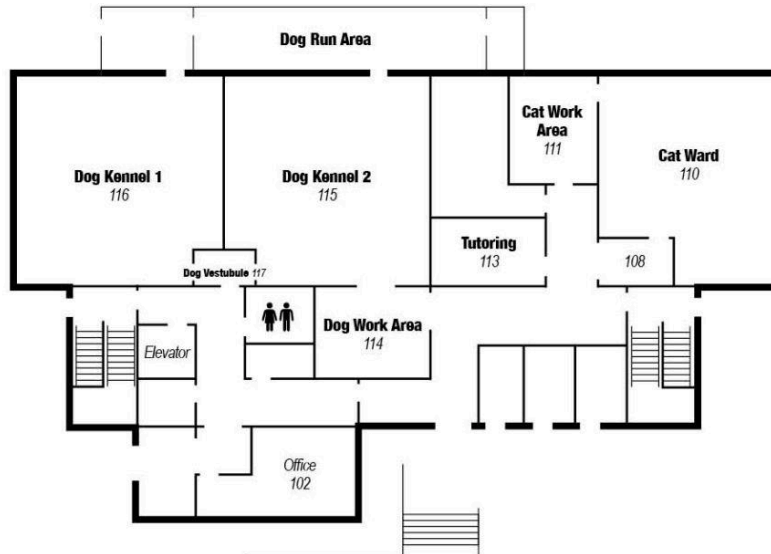 Dog Run Area
Dog Kennel 1
116
Dog Kennel 2
115
Cat Work
Area
111
Cat Ward
110
Tutoring
113
108
Dog Vestubule 117
Elevator
Dog Work Area
114
Office
102